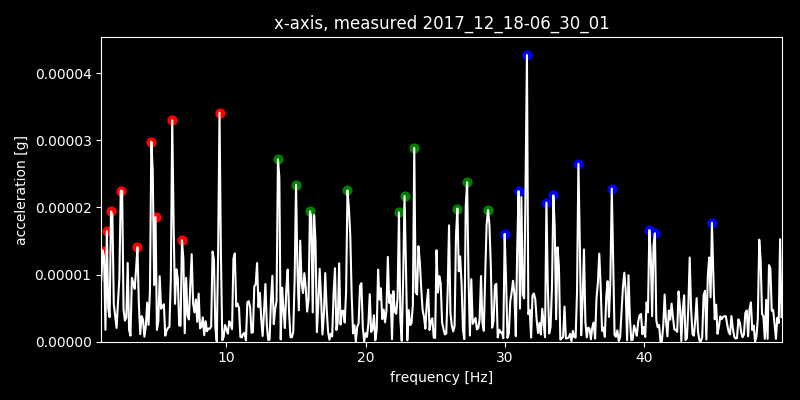 x-axis, measured 2017_12_18-06_30_01
0.00004
0.00003
0.00002
0.00001
0.00000
acceleration [g]
10 20 30 40
frequency [Hz]